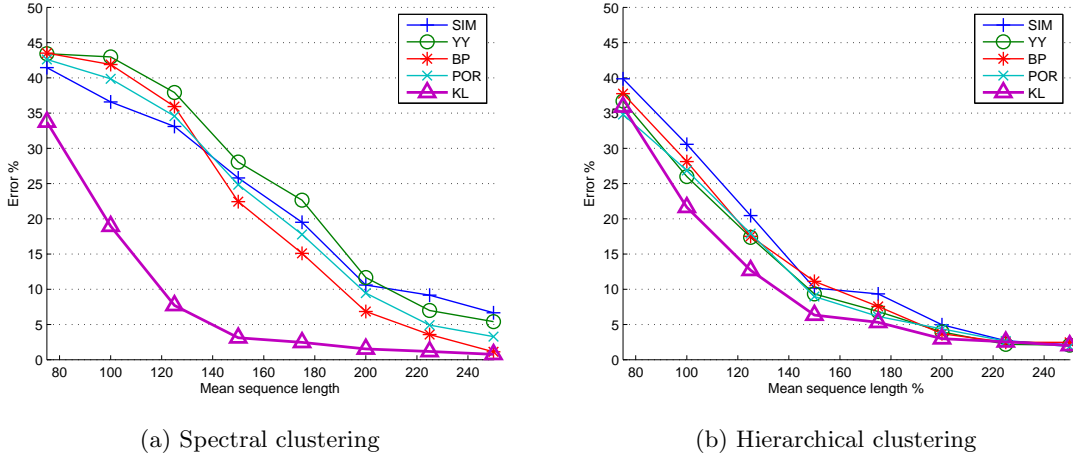 50
45
40
35
30
25
20
15
10
5
0
Error %
80 100 120 140 160 180 200 220 240
Mean sequence length
SIM
YY
BP
POR
KL
(a) Spectral clustering
50
45
40
35
30
25
20
15
10
5
0
Error %
80 100 120 140 160 180 200 220 240
Mean sequence length %
SIM
YY
BP
POR
KL
(b) Hierarchical clustering